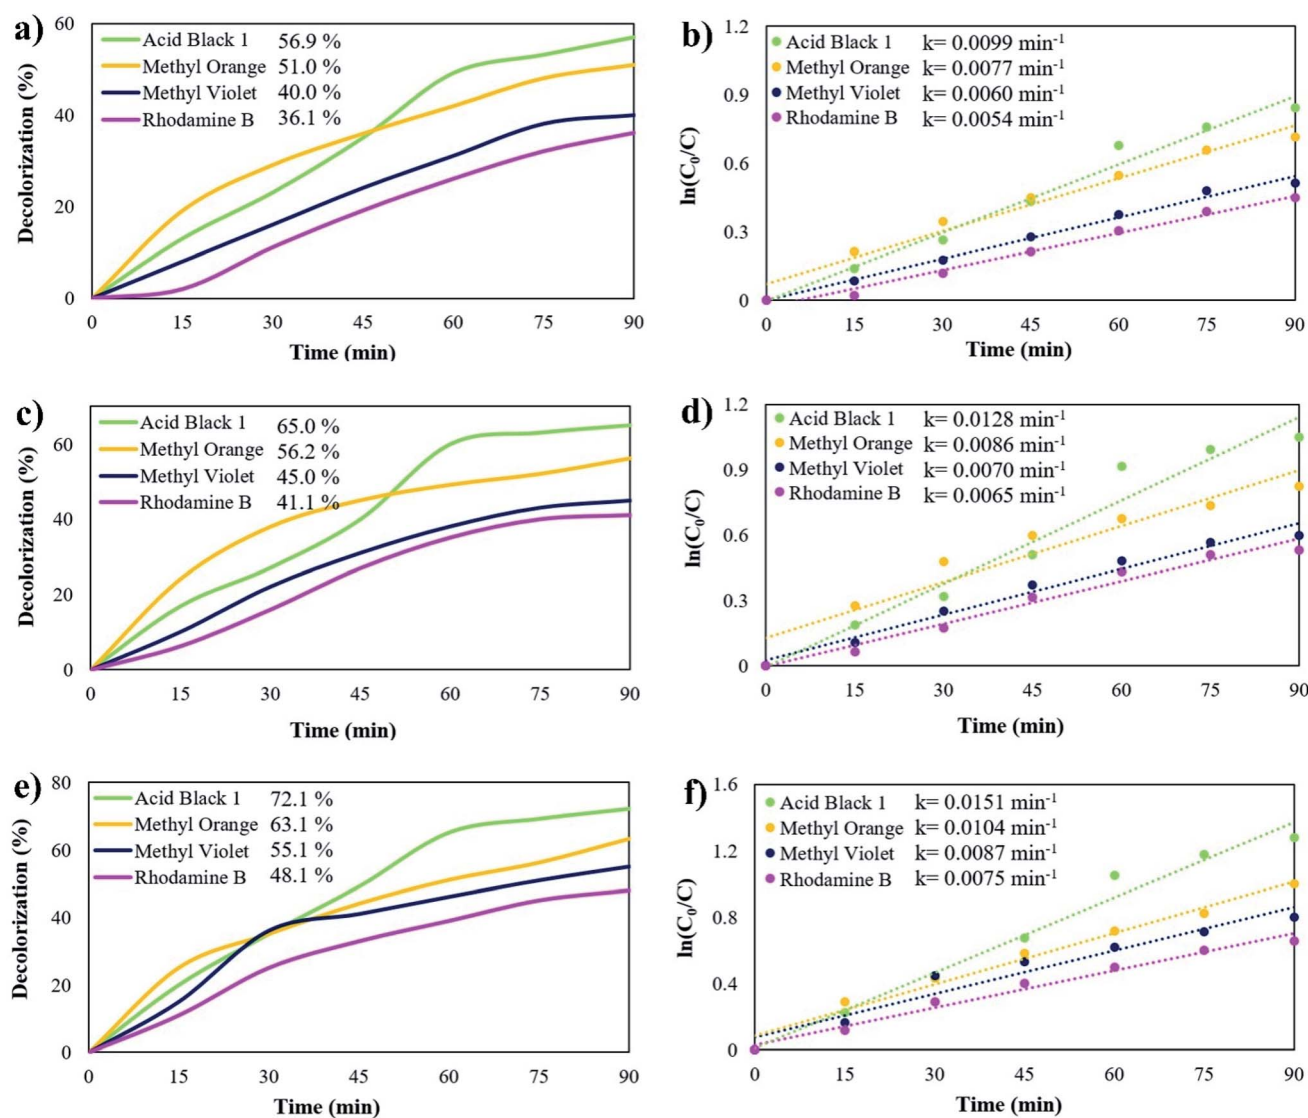 a)
Decolorization (%)
60
40
20
0
Acid Black 1 56.9 %
Methyl Orange 51.0 %
Methyl Violet 40.0 %
Rhodamine B 36.1 %
0 15 30 45 60 75 90
Time (min)
b)
ln(C₀/C)
1.2
0.9
0.6
0.3
0
Acid Black 1 k= 0.0099 min⁻¹
Methyl Orange k= 0.0077 min⁻¹
Methyl Violet k= 0.0060 min⁻¹
Rhodamine B k= 0.0054 min⁻¹
0 15 30 45 60 75 90
Time (min)
c)
Decolorization (%)
60
40
20
0
Acid Black 1 65.0 %
Methyl Orange 56.2 %
Methyl Violet 45.0 %
Rhodamine B 41.1 %
0 15 30 45 60 75 90
Time (min)
d)
ln(C₀/C)
1.2
0.9
0.6
0.3
0
Acid Black 1 k= 0.0128 min⁻¹
Methyl Orange k= 0.0086 min⁻¹
Methyl Violet k= 0.0070 min⁻¹
Rhodamine B k= 0.0065 min⁻¹
0 15 30 45 60 75 90
Time (min)
e)
Decolorization (%)
80
60
40
20
0
Acid Black 1 72.1 %
Methyl Orange 63.1 %
Methyl Violet 55.1 %
Rhodamine B 48.1 %
0 15 30 45 60 75 90
Time (min)
f)
ln(C₀/C)
1.6
1.2
0.8
0.4
0
Acid Black 1 k= 0.0151 min⁻¹
Methyl Orange k= 0.0104 min⁻¹
Methyl Violet k= 0.0087 min⁻¹
Rhodamine B k= 0.0075 min⁻¹
0 15 30 45 60 75 90
Time (min)